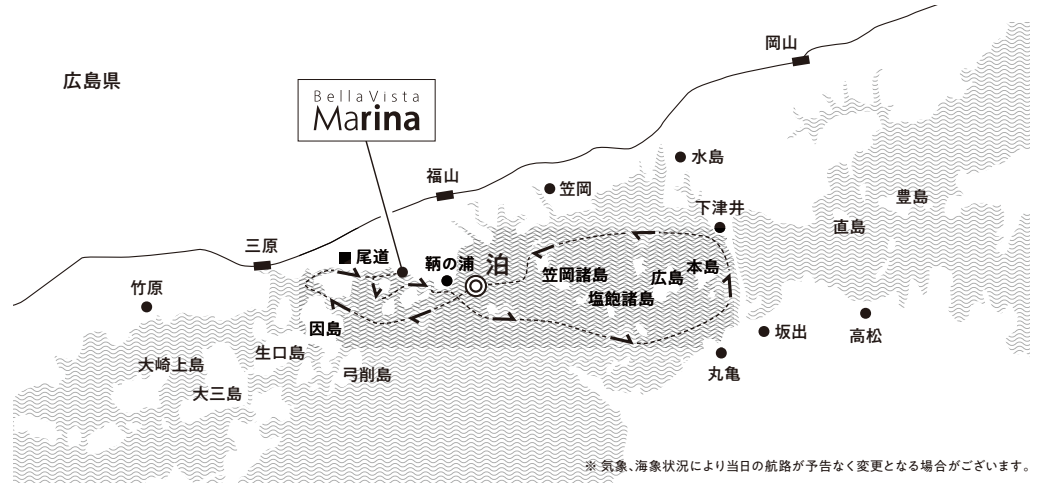 岡山
広島県
Bella Vista
Marina
水島
福山
笠岡
豊島
下津井
直島
三原
尾道
鞆の浦
泊
本島
笠岡諸島
広島
竹原
塩飽諸島
因島
坂出
高松
生口島
大崎上島
弓削島
丸亀
大三島
※ 気象、海象状況により当日の航路が予告なく変更となる場合がございます。